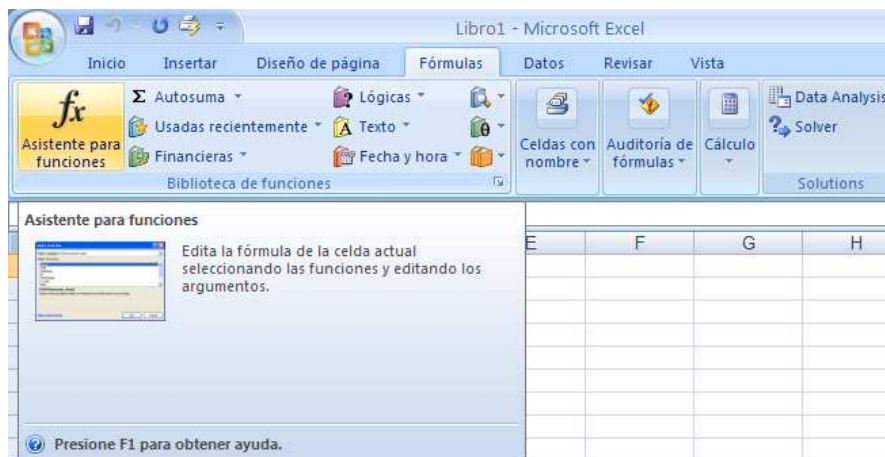 Libro1 - Microsoft Excel
Inicio Insertar Diseño de página Fórmulas Datos Revisar Vista
fx Asistente para funciones
Σ Autosuma
Usadas recientemente
Financieras
Lógicas
A Texto
Fecha y hora
θ
Biblioteca de funciones
Celdas con nombre
Auditoría de fórmulas
Cálculo
Data Analysis
? Solver
Solutions
Asistente para funciones
Edita la fórmula de la celda actual
seleccionando las funciones y editando los
argumentos.
E F G H
? Presione F1 para obtener ayuda.